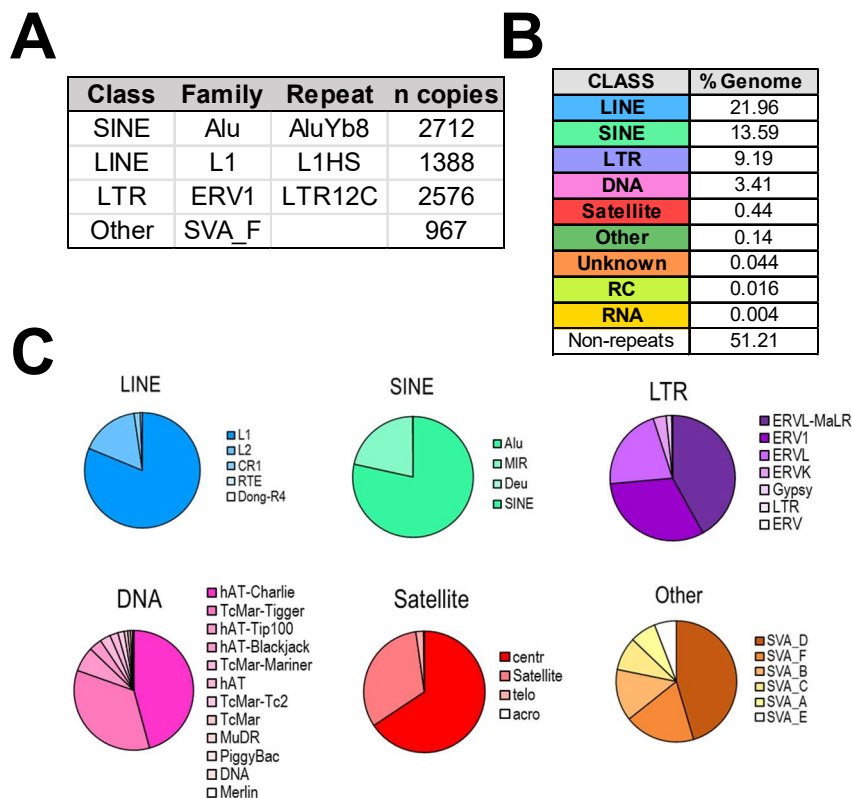 A
Class Family Repeat n copies
SINE Alu AluYb8 2712
LINE L1 L1HS 1388
LTR ERV1 LTR12C 2576
Other SVA_F 967
B
CLASS % Genome
LINE 21.96
SINE 13.59
LTR 9.19
DNA 3.41
Satellite 0.44
Other 0.14
Unknown 0.044
RC 0.016
RNA 0.004
Non-repeats 51.21
C
LINE
L1
L2
CR1
RTE
Dong-R4
SINE
Alu
MIR
Deu
SINE
LTR
ERVL-MaLR
ERV1
ERVL
ERVK
Gypsy
LTR
ERV
DNA
hAT-Charlie
TcMar-Tigger
hAT-Tip100
hAT-Blackjack
TcMar-Mariner
hAT
TcMar-Tc2
TcMar
MuDR
PiggyBac
DNA
Merlin
Satellite
centr
Satellite
telo
acro
Other
SVA_D
SVA_F
SVA_B
SVA_C
SVA_A
SVA_E